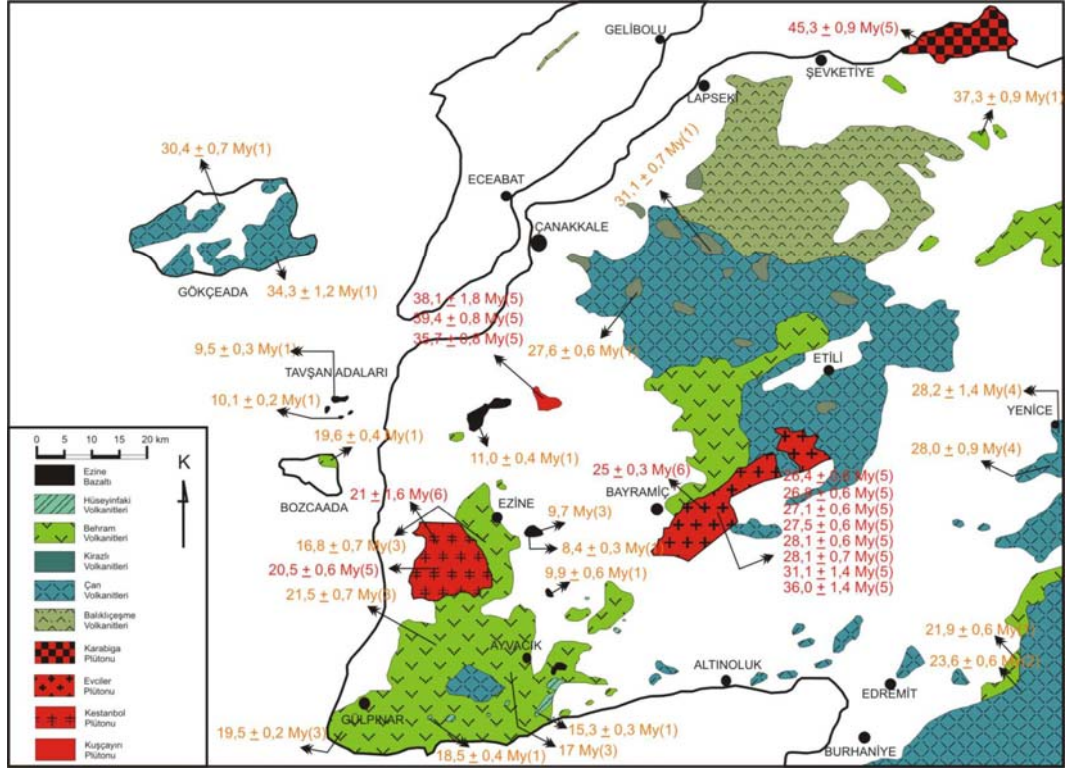 GELİBOLU
45,3 ± 0,9 My(5)
ŞEVKETİYE
LAPSEKİ
37,3 ± 0,9 My(1)
30,4 ± 0,7 My(1)
31,1 ± 0,7 My(1)
ECEABAT
ÇANAKKALE
GÖKÇEADA
34,3 ± 1,2 My(1)
38,1 ± 1,8 My(5)
39,4 ± 0,8 My(5)
35,7 ± 0,8 My(5)
9,5 ± 0,3 My(1)
27,6 ± 0,6
TAVŞAN ADALARI
ETİLİ
10,1 ± 0,2 My(1)
28,2 ± 1,4 My(4)
YENİCE
19,6 ± 0,4 My(1)
11,0 ± 0,4 My(1)
28,0 ± 0,9 My(4)
0 5 10 15 20 km
K
BOZCAADA
21 ± 1,6 My(6)
EZİNE
25 ± 0,3 My(6)
BAYRAMİÇ
26,4 ± 0,6 My(5)
26,8 ± 0,6 My(5)
27,1 ± 0,6 My(5)
27,5 ± 0,6 My(5)
28,1 ± 0,6 My(5)
28,1 ± 0,7 My(5)
31,1 ± 1,4 My(5)
36,0 ± 1,4 My(5)
9,7 My(3)
16,8 ± 0,7 My(3)
8,4 ± 0,3
20,5 ± 0,6 My(5)
9,9 ± 0,6 My(1)
21,5 ± 0,7 My(3)
AYVACIK
21,9 ± 0,6
23,6 ± 0,6
ALTINOLUK
EDREMİT
GÜLPINAR
19,5 ± 0,2 My(3)
15,3 ± 0,3 My(1)
17 My(3)
18,5 ± 0,4 My(1)
BURHANİYE
Ezine
Bazaltı
Hüseyinfaki
Volkanitleri
Behram
Volkanitleri
Kirazlı
Volkanitleri
Çan
Volkanitleri
Balıklıçeşme
Volkanitleri
Karabiga
Plütonu
Evciler
Plütonu
Kestanbol
Plütonu
Kuşçayırı
Plütonu